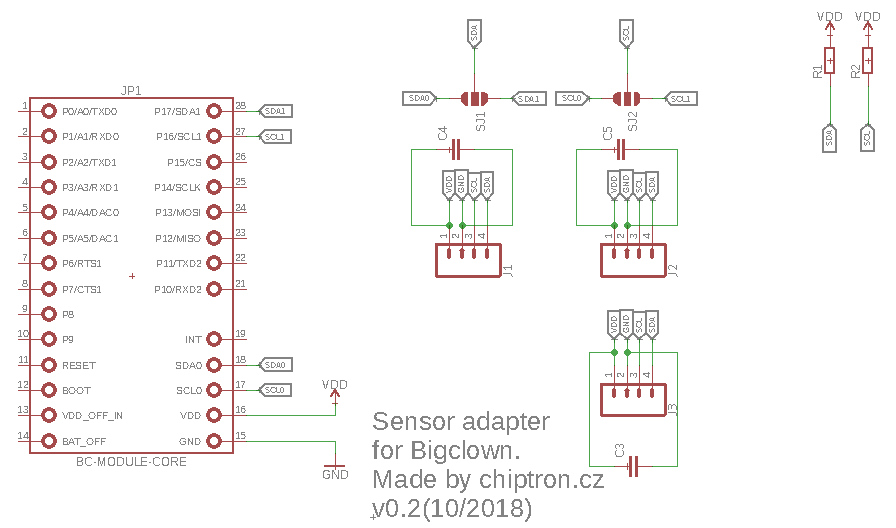 JP1
1 P0/A0/TXD0 P17/SDA1 28 SDA1
2 P1/A1/RXD0 P16/SCL1 27 SCL1
3 P2/A2/TXD1 P15/CS 26
4 P3/A3/RXD1 P14/SCLK 25
5 P4/A4/DAC0 P13/MOSI 24
6 P5/A5/DAC1 P12/MISO 23
7 P6/RTS1 P11/TXD2 22
8 P7/CTS1 P10/RXD2 21
9 P8
10 P9 INT 19
11 RESET SDA0 18 SDA0
12 BOOT SCL0 17 SCL0
13 VDD_OFF_IN VDD 16
14 BAT_OFF GND 15
BC-MODULE-CORE
VDD
GND
SDA
SDA0 SDA1
SJ1
C4
VDD GND SCL SDA
1 2 3 4
J1
SCL
SCL0 SCL1
SJ2
C5
VDD GND SCL SDA
1 2 3 4
J2
VDD GND SCL SDA
1 2 3 4
J3
C3
VDD VDD
R1 R2
SDA SCL
Sensor adapter
for Bigclown.
Made by chiptron.cz
v0.2(10/2018)